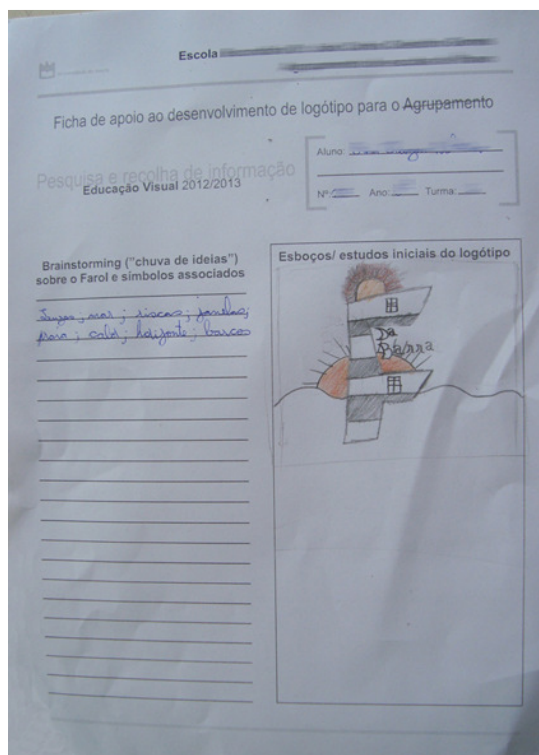 Escola
Ficha de apoio ao desenvolvimento de logótipo para o Agrupamento
Pesquisa e recolha de informação
Educação Visual 2012/2013
Aluno:
Nº Ano: Turma:
Brainstorming ("chuva de ideias")
sobre o Farol e símbolos associados
mar; riscas; janelas;
praia; calor; horizonte; barcos
Esboços/ estudos iniciais do logótipo
Da
Barra